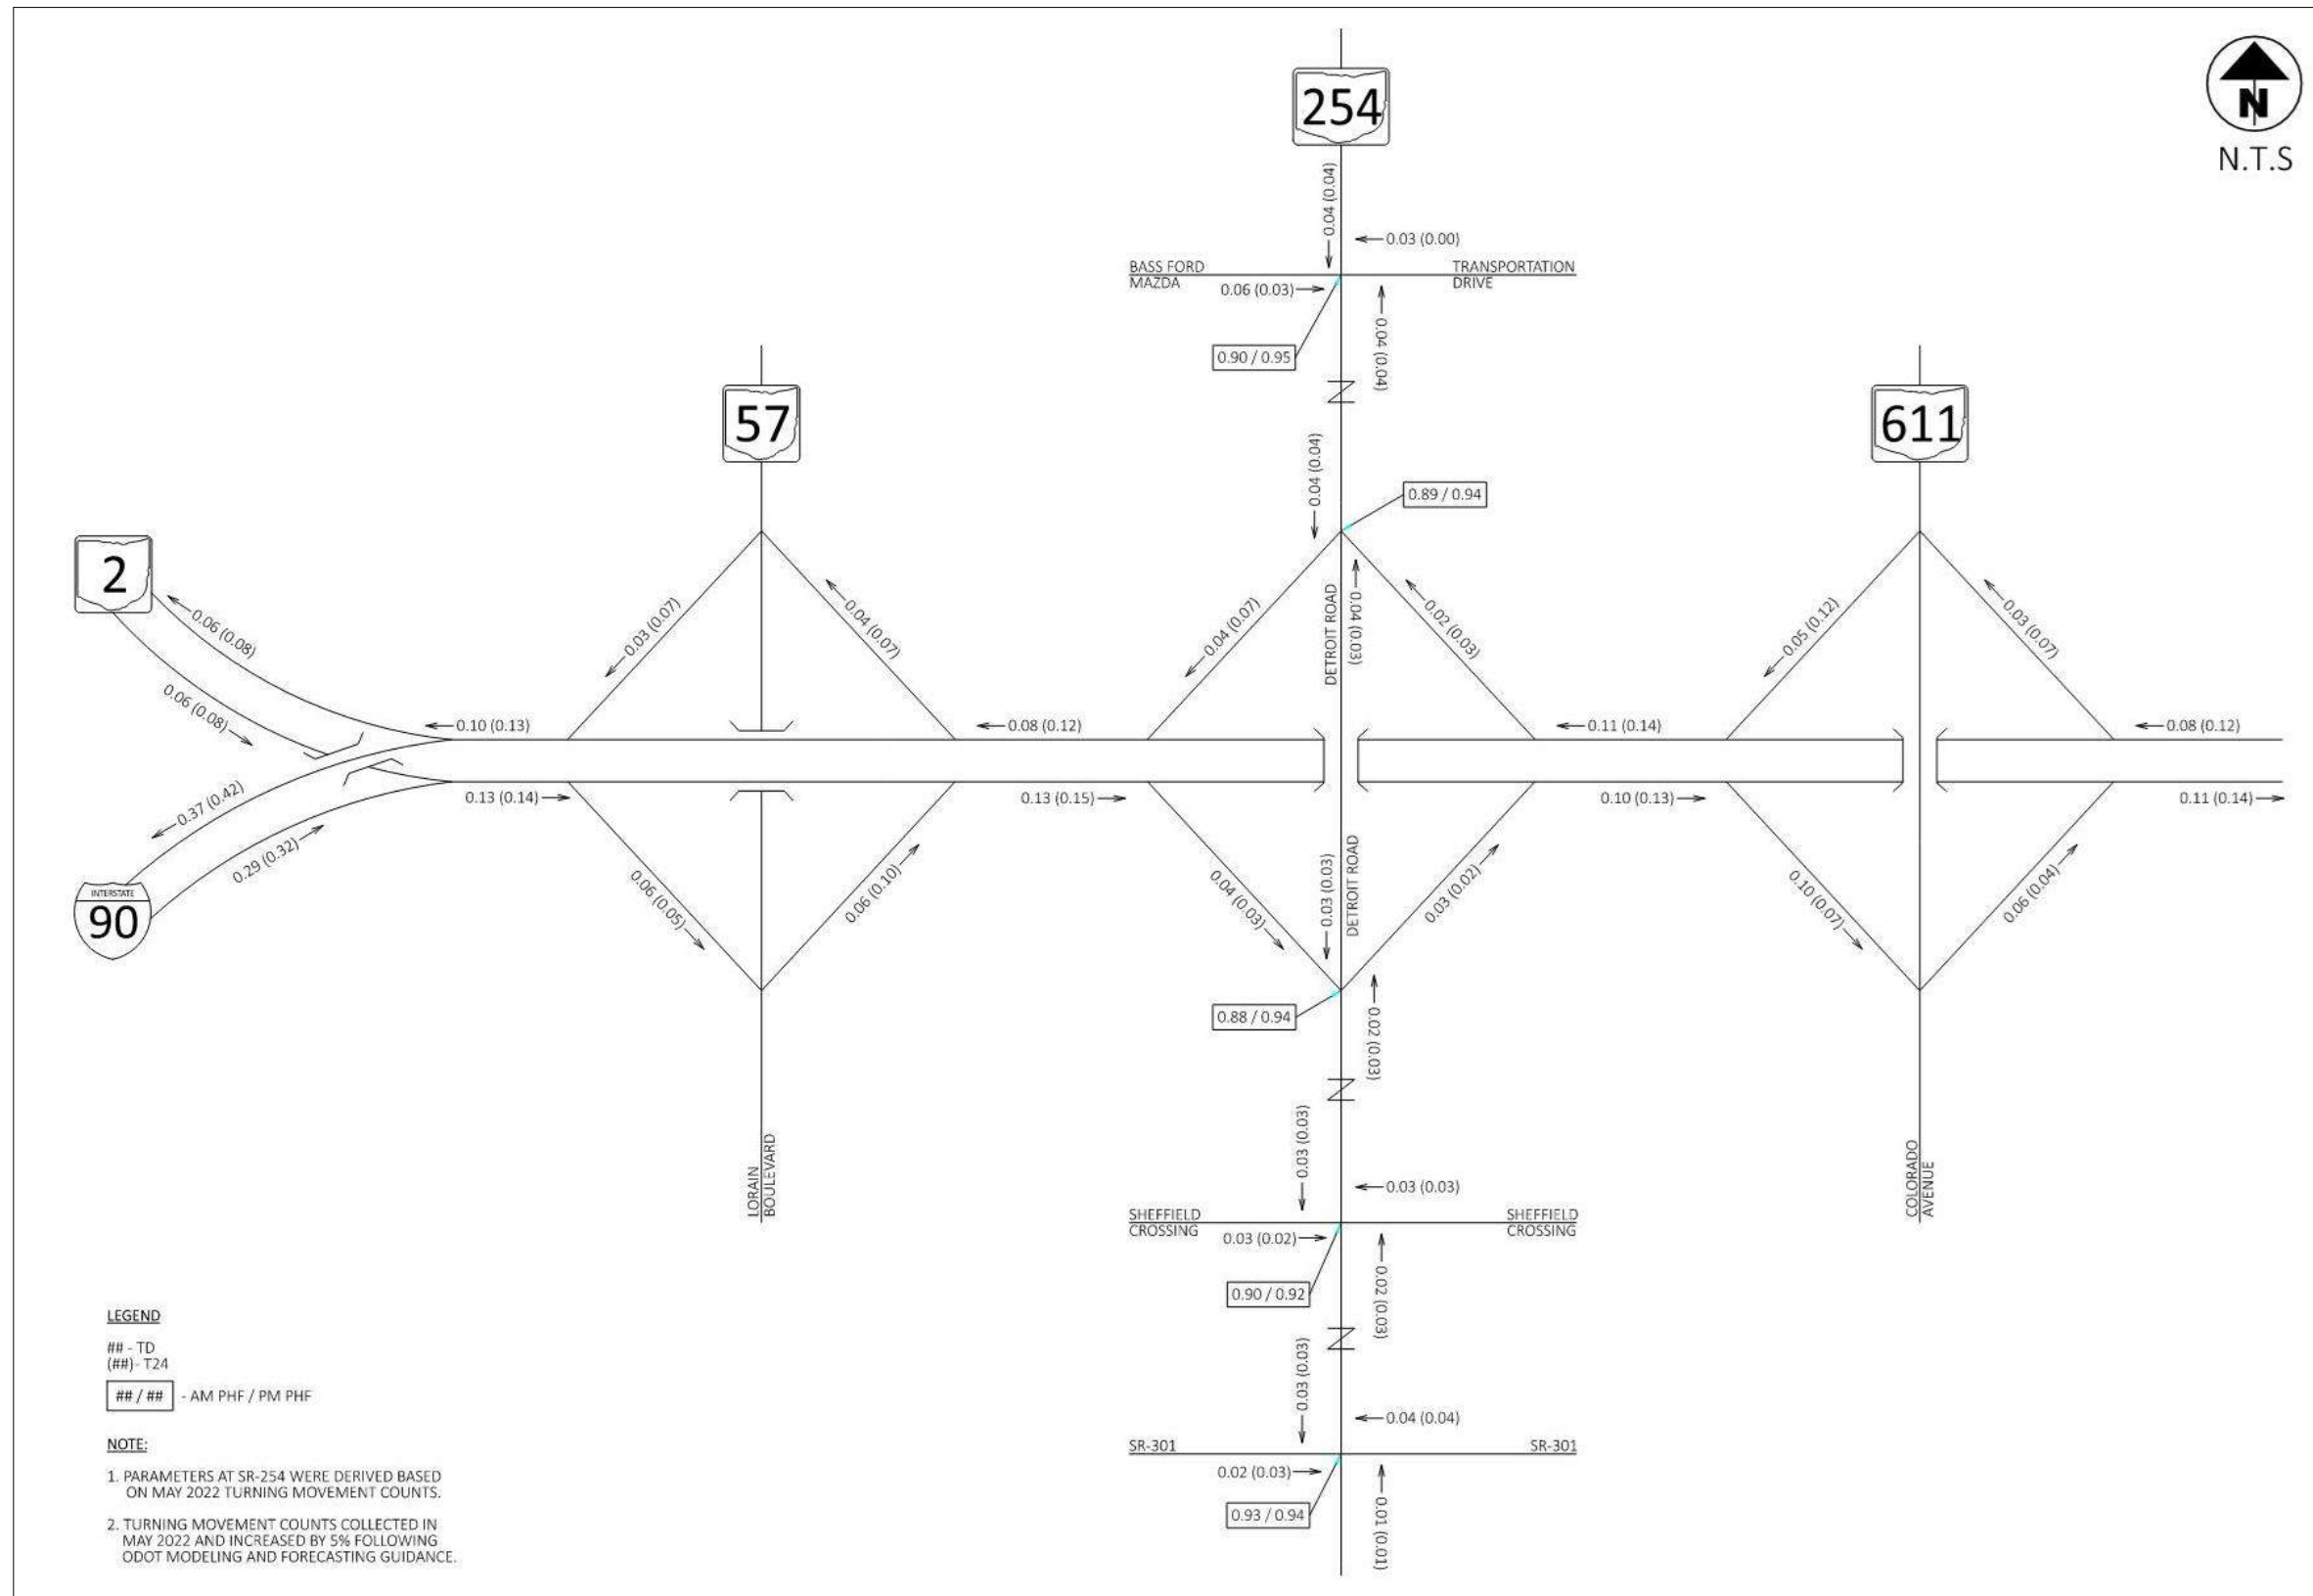 254
N
N.T.S
0.04 (0.04)
0.03 (0.00)
BASS FORD
MAZDA
TRANSPORTATION
DRIVE
0.06 (0.03)
0.04 (0.04)
0.90 / 0.95
57
611
0.04 (0.04)
0.89 / 0.94
2
0.06 (0.08)
0.06 (0.08)
0.03 (0.07)
0.04 (0.07)
0.04 (0.07)
DETROIT ROAD
0.04 (0.03)
0.02 (0.03)
0.05 (0.12)
0.03 (0.07)
0.10 (0.13)
0.08 (0.12)
0.11 (0.14)
0.08 (0.12)
0.37 (0.42)
0.13 (0.14)
0.13 (0.15)
0.10 (0.13)
0.11 (0.14)
0.29 (0.32)
INTERSTATE
90
0.06 (0.05)
0.06 (0.10)
0.04 (0.03)
0.03 (0.03)
DETROIT ROAD
0.03 (0.02)
0.10 (0.07)
0.06 (0.04)
0.88 / 0.94
0.02 (0.03)
LORAIN
BOULEVARD
0.03 (0.03)
0.03 (0.03)
COLORADO
AVENUE
SHEFFIELD
CROSSING
SHEFFIELD
CROSSING
0.03 (0.02)
0.02 (0.03)
0.90 / 0.92
0.03 (0.03)
0.04 (0.04)
SR-301
SR-301
0.02 (0.03)
0.01 (0.01)
0.93 / 0.94
LEGEND
## - TD
(##)- T24
## / ## - AM PHF / PM PHF
NOTE:
1. PARAMETERS AT SR-254 WERE DERIVED BASED
ON MAY 2022 TURNING MOVEMENT COUNTS.
2. TURNING MOVEMENT COUNTS COLLECTED IN
MAY 2022 AND INCREASED BY 5% FOLLOWING
ODOT MODELING AND FORECASTING GUIDANCE.